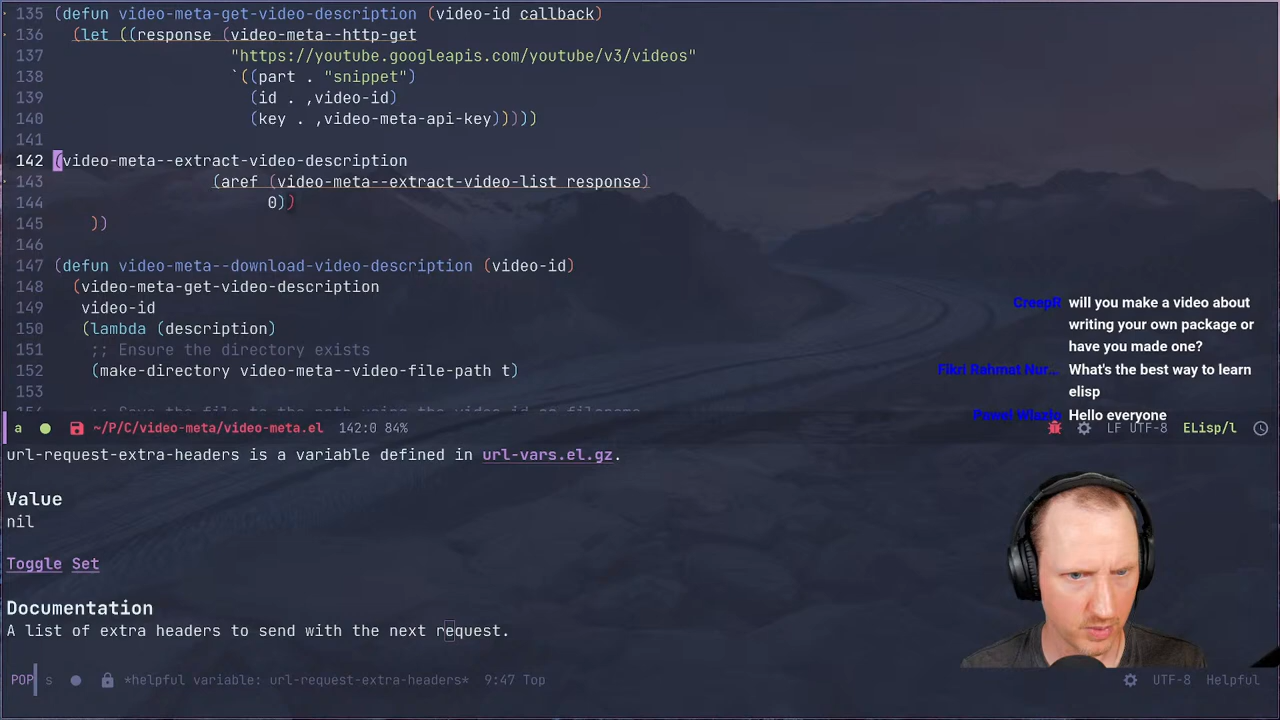 135 (defun video-meta-get-video-description (video-id callback)
136 (let ((response (video-meta--http-get
137 "https://youtube.googleapis.com/youtube/v3/videos"
138 `((part . "snippet")
139 (id . ,video-id)
140 (key . ,video-meta-api-key)))))
141
142 (video-meta--extract-video-description
143 (aref (video-meta--extract-video-list response)
144 0))
145 ))
146
147 (defun video-meta--download-video-description (video-id)
148 (video-meta-get-video-description
149 video-id
150 (lambda (description)
151 ;; Ensure the directory exists
152 (make-directory video-meta--video-file-path t)
153
CreapR will you make a video about
writing your own package or
have you made one?
Fikri Rahmat Nur... What's the best way to learn
elisp
Hello everyone
a ~/P/C/video-meta/video-meta.el 142:0 84% LF UTF-8 ELisp/l
url-request-extra-headers is a variable defined in url-vars.el.gz.
Value
nil
Toggle Set
Documentation
A list of extra headers to send with the next request.
POP s *helpful variable: url-request-extra-headers* 9:47 Top UTF-8 Helpful